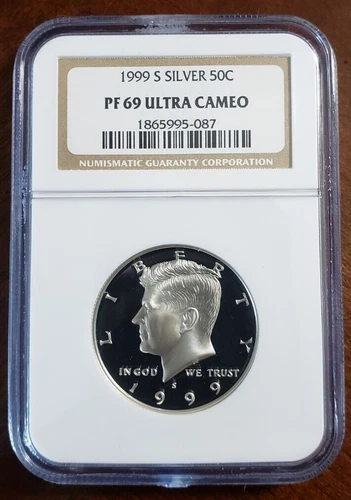 1999 S SILVER 50C
PF 69 ULTRA CAMEO
1865995-087
NUMISMATIC GUARANTY CORPORATION
LIBERTY
IN GOD WE TRUST
S
1999